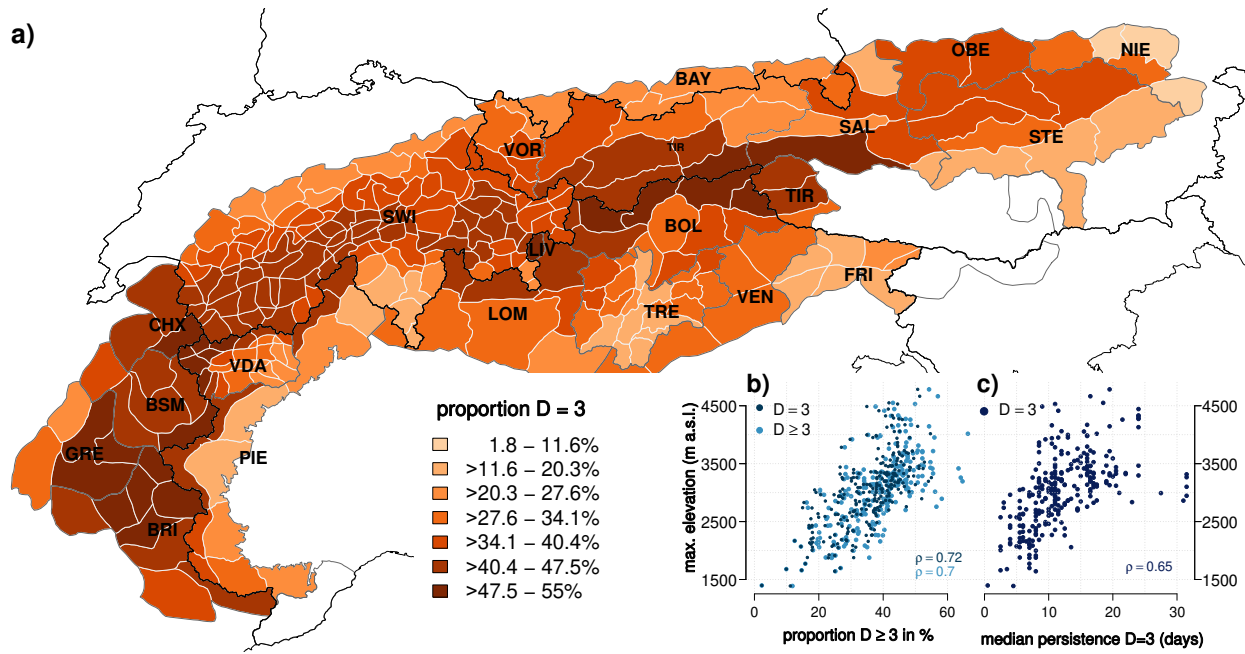 a)
OBE
NIE
BAY
SAL
STE
VOR
TIR
TIR
SWI
BOL
LIV
FRI
VEN
LOM
TRE
CHX
VDA
BSM
GRE
PIE
BRI
proportion D = 3
1.8 – 11.6%
>11.6 – 20.3%
>20.3 – 27.6%
>27.6 – 34.1%
>34.1 – 40.4%
>40.4 – 47.5%
>47.5 – 55%
b)
D = 3
D ≥ 3
4500
3500
2500
1500
max. elevation (m a.s.l.)
ρ = 0.72
ρ = 0.7
0 20 40 60
proportion D ≥ 3 in %
c)
D = 3
4500
3500
2500
1500
ρ = 0.65
0 10 20 30
median persistence D=3 (days)